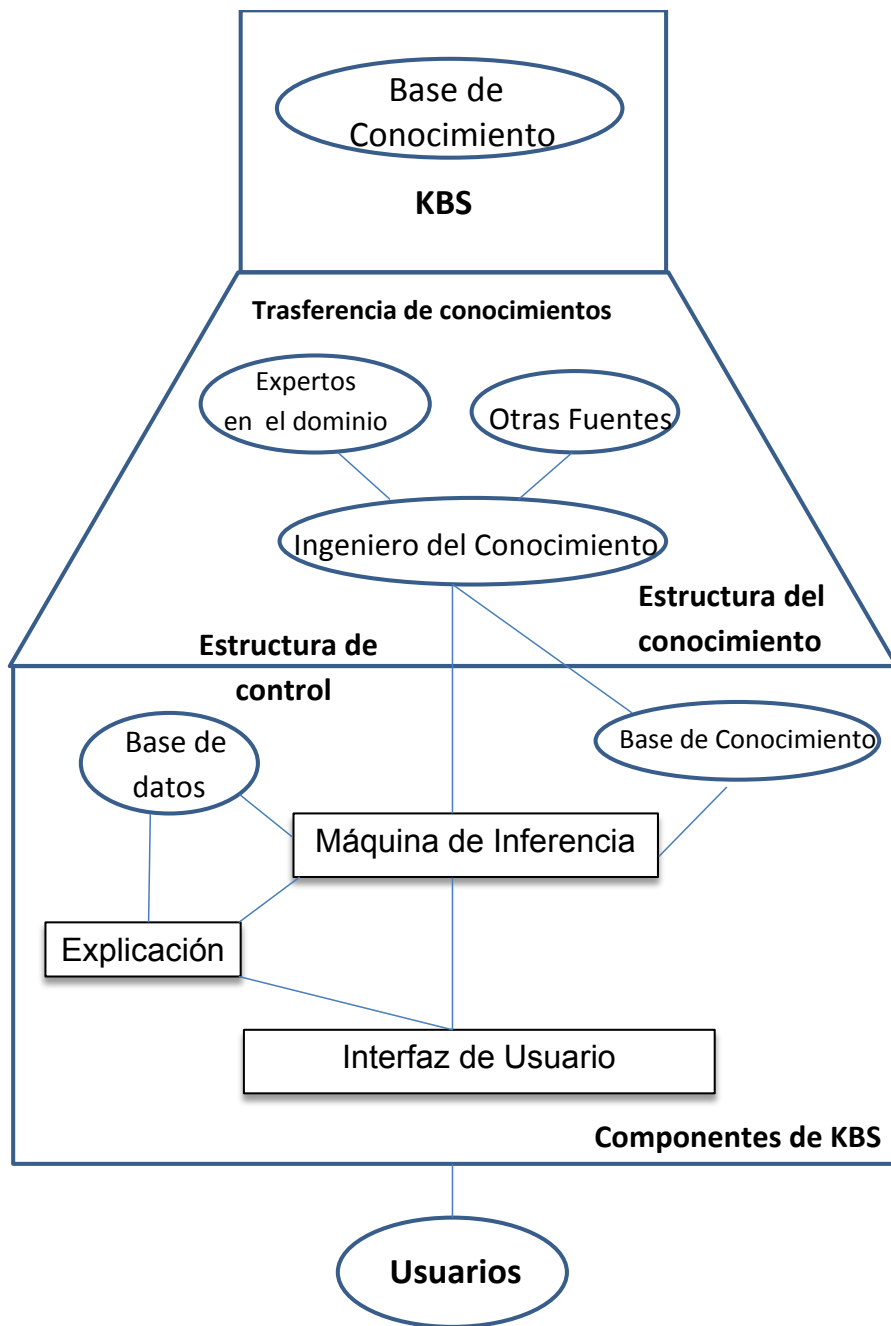 Base de
Conocimiento
KBS
Trasferencia de conocimientos
Expertos
en el dominio
Otras Fuentes
Ingeniero del Conocimiento
Estructura del
conocimiento
Estructura de
control
Base de
datos
Base de Conocimiento
Máquina de Inferencia
Explicación
Interfaz de Usuario
Componentes de KBS
Usuarios